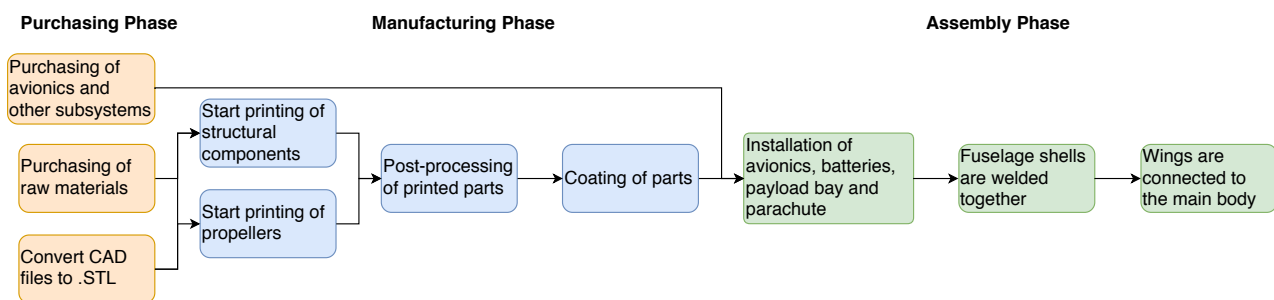 Purchasing Phase
Manufacturing Phase
Assembly Phase
Purchasing of
avionics and
other subsystems
Purchasing of
raw materials
Convert CAD
files to .STL
Start printing of
structural
components
Start printing of
propellers
Post-processing
of printed parts
Coating of parts
Installation of
avionics, batteries,
payload bay and
parachute
Fuselage shells
are welded
together
Wings are
connected to
the main body